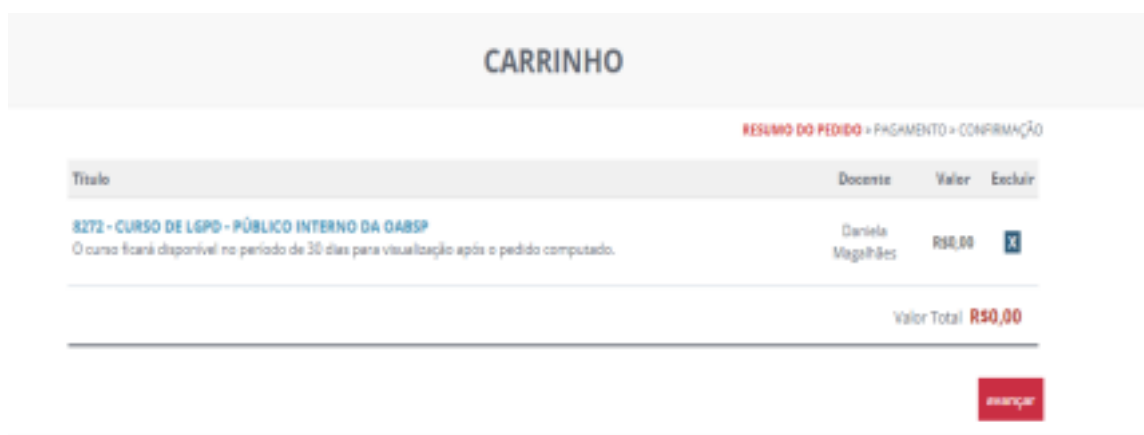 CARRINHO
RESUMO DO PEDIDO » PAGAMENTO » CONFIRMAÇÃO
Título Docente Valor Excluir
8272 - CURSO DE LGPD - PÚBLICO INTERNO DA OABSP
O curso ficará disponível no período de 30 dias para visualização após o pedido computado.
Daniela
Magalhães
R$0,00 X
Valor Total R$0,00
avançar